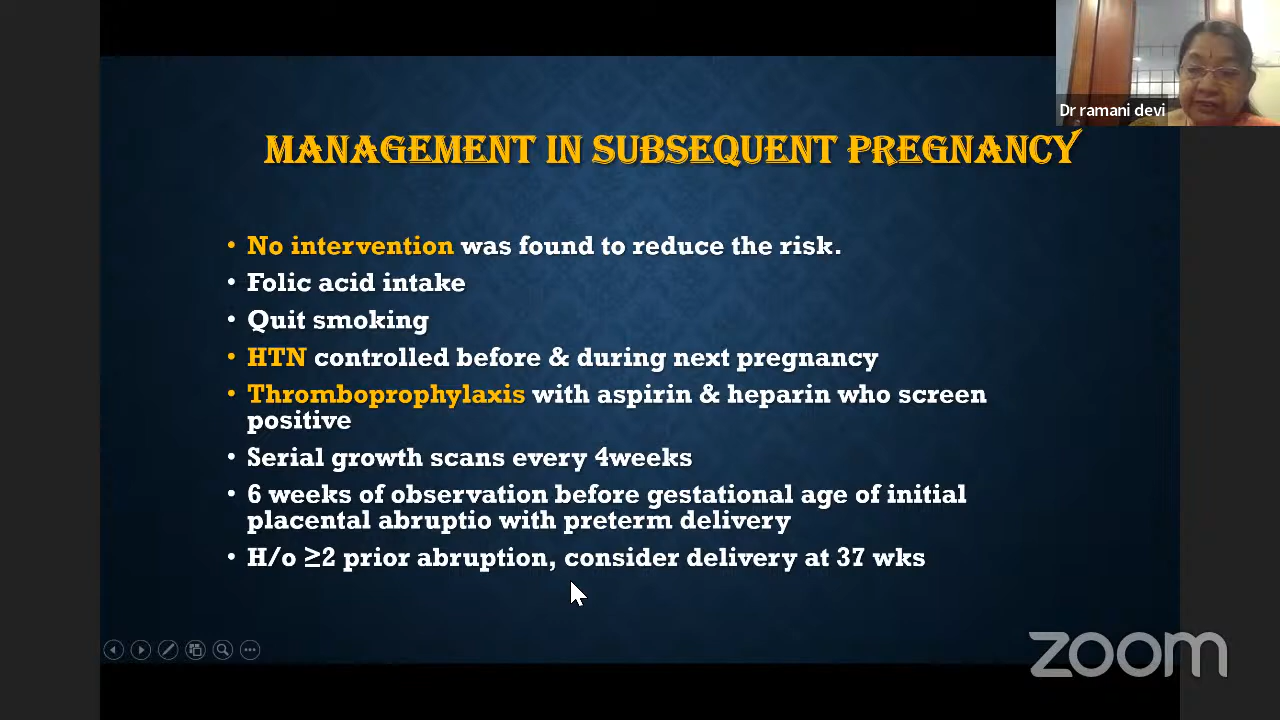 Dr ramani devi
MANAGEMENT IN SUBSEQUENT PREGNANCY
• No intervention was found to reduce the risk.
• Folic acid intake
• Quit smoking
• HTN controlled before & during next pregnancy
• Thromboprophylaxis with aspirin & heparin who screen
positive
• Serial growth scans every 4weeks
• 6 weeks of observation before gestational age of initial
placental abruptio with preterm delivery
• H/o ≥2 prior abruption, consider delivery at 37 wks
zoom